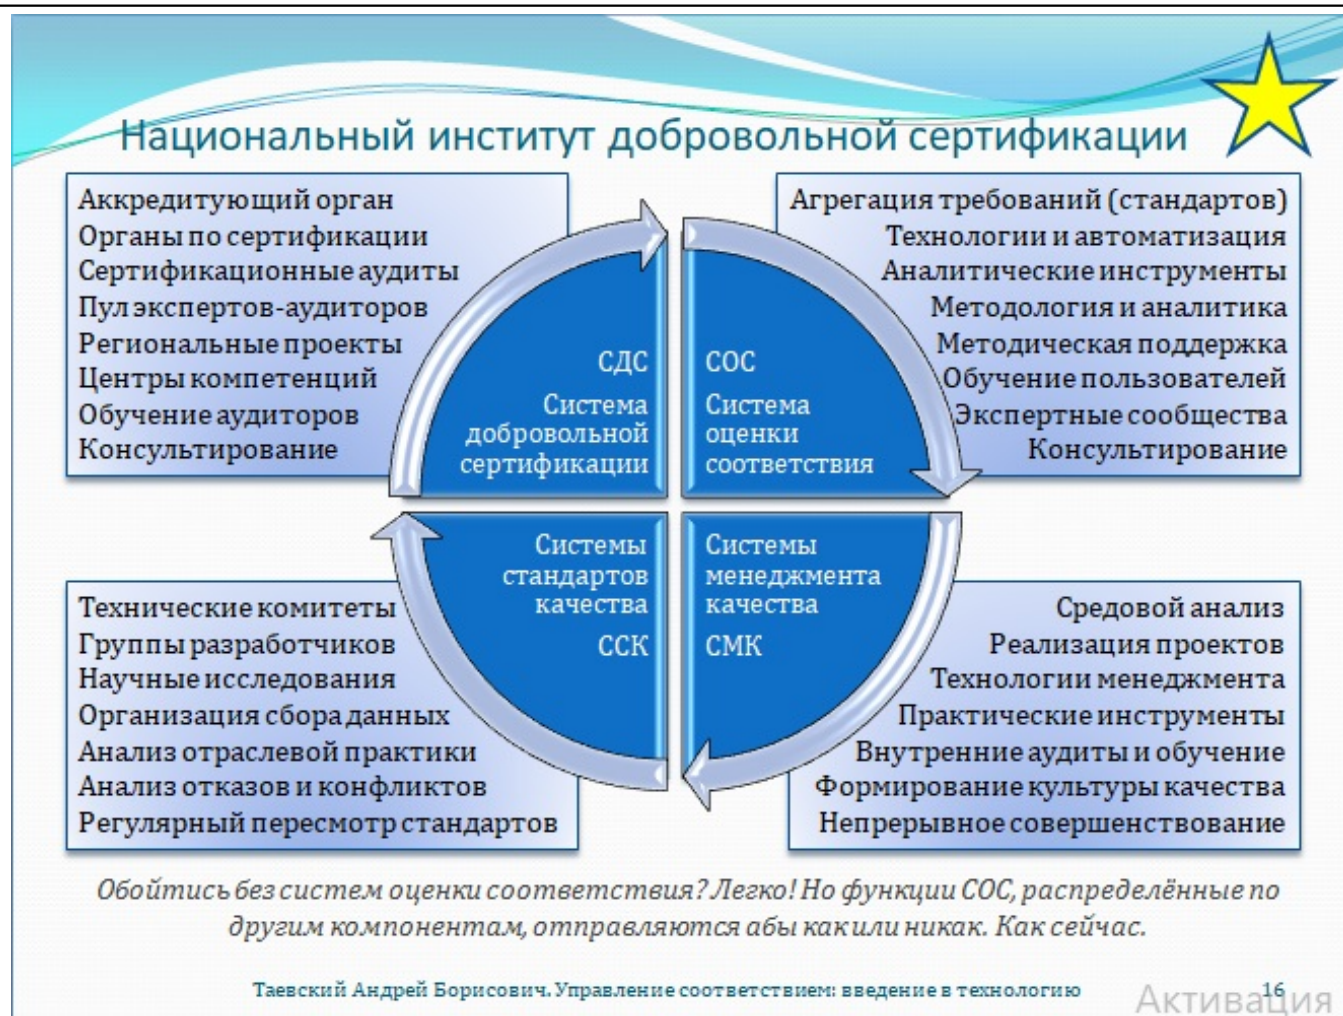 Национальный институт добровольной сертификации
Аккредитующий орган
Органы по сертификации
Сертификационные аудиты
Пул экспертов-аудиторов
Региональные проекты
Центры компетенций
Обучение аудиторов
Консультирование
Агрегация требований (стандартов)
Технологии и автоматизация
Аналитические инструменты
Методология и аналитика
Методическая поддержка
Обучение пользователей
Экспертные сообщества
Консультирование
СДС
Система
добровольной
сертификации
СОС
Система
оценки
соответствия
Системы
стандартов
качества
ССК
Системы
менеджмента
качества
СМК
Технические комитеты
Группы разработчиков
Научные исследования
Организация сбора данных
Анализ отраслевой практики
Анализ отказов и конфликтов
Регулярный пересмотр стандартов
Средовой анализ
Реализация проектов
Технологии менеджмента
Практические инструменты
Внутренние аудиты и обучение
Формирование культуры качества
Непрерывное совершенствование
Обойтись без систем оценки соответствия? Легко! Но функции СОС, распределённые по
другим компонентам, отправляются абы как или никак. Как сейчас.
Таевский Андрей Борисович. Управление соответствием: введение в технологию
16
Активация